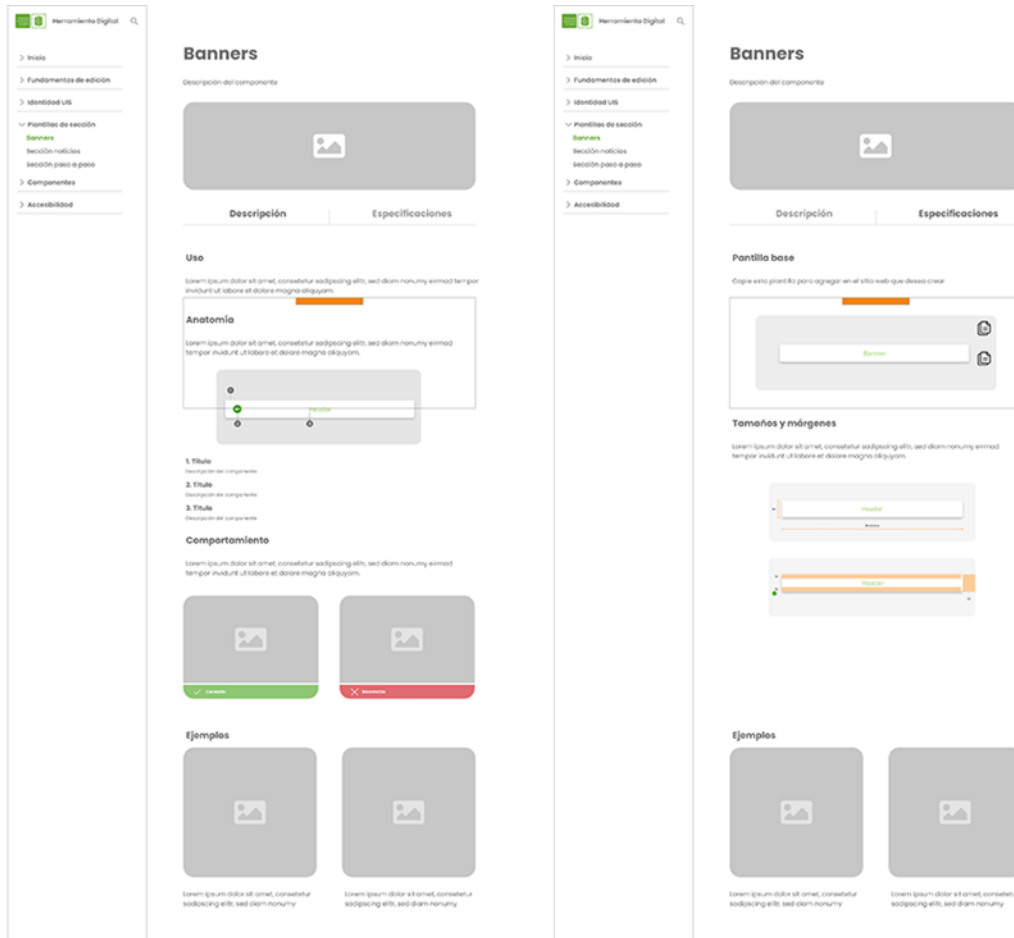 Herramienta Digital
Inicio
Fundamentos de edición
Identidad UIS
Plantillas de sección
Banners
Sección noticias
Sección paso a paso
Componentes
Accesibilidad
Banners
Descripción del componente
Descripción
Especificaciones
Uso
Lorem ipsum dolor sit amet, consetetur sadipscing elitr, sed diam nonumy eirmod tempor
invidunt ut labore et dolore magna aliquyam.
Anatomía
Lorem ipsum dolor sit amet, consetetur sadipscing elitr, sed diam nonumy eirmod
tempor invidunt ut labore et dolore magna aliquyam.
Header
1. Título
Descripción del componente
2. Título
Descripción del componente
3. Título
Descripción del componente
Comportamiento
Lorem ipsum dolor sit amet, consetetur sadipscing elitr, sed diam nonumy eirmod
tempor invidunt ut labore et dolore magna aliquyam.
Correcto
Incorrecto
Ejemplos
Lorem ipsum dolor sit amet, consetetur
sadipscing elitr, sed diam nonumy
Lorem ipsum dolor sit amet, consetetur
sadipscing elitr, sed diam nonumy
Herramienta Digital
Inicio
Fundamentos de edición
Identidad UIS
Plantillas de sección
Banners
Sección noticias
Sección paso a paso
Componentes
Accesibilidad
Banners
Descripción del componente
Descripción
Especificaciones
Pantilla base
Copie esta plantilla para agregar en el sitio web que desea crear
Banner
Tamaños y márgenes
Lorem ipsum dolor sit amet, consetetur sadipscing elitr, sed diam nonumy eirmod
tempor invidunt ut labore et dolore magna aliquyam.
Header
Header
Ejemplos
Lorem ipsum dolor sit amet, consetetur
sadipscing elitr, sed diam nonumy
Lorem ipsum dolor sit amet, consetetur
sadipscing elitr, sed diam nonumy